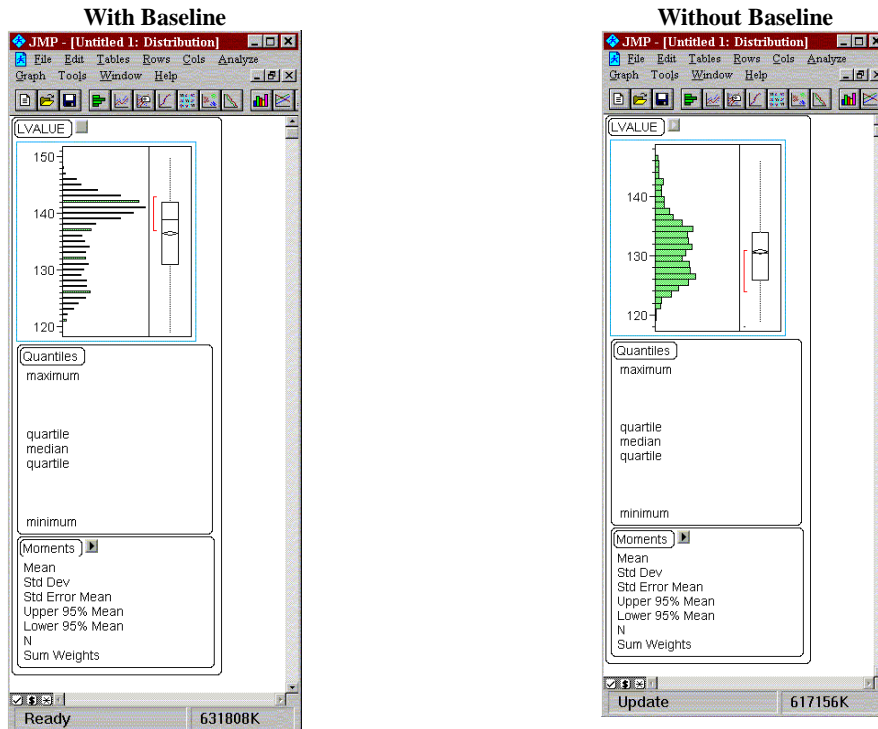 With Baseline
JMP - [Untitled 1: Distribution]
File Edit Tables Rows Cols Analyze
Graph Tools Window Help
LVALUE
150
140
130
120
Quantiles
maximum
quartile
median
quartile
minimum
Moments
Mean
Std Dev
Std Error Mean
Upper 95% Mean
Lower 95% Mean
N
Sum Weights
Ready 631808K
Without Baseline
JMP - [Untitled 1: Distribution]
File Edit Tables Rows Cols Analyze
Graph Tools Window Help
LVALUE
140
130
120
Quantiles
maximum
quartile
median
quartile
minimum
Moments
Mean
Std Dev
Std Error Mean
Upper 95% Mean
Lower 95% Mean
N
Sum Weights
Update 617156K